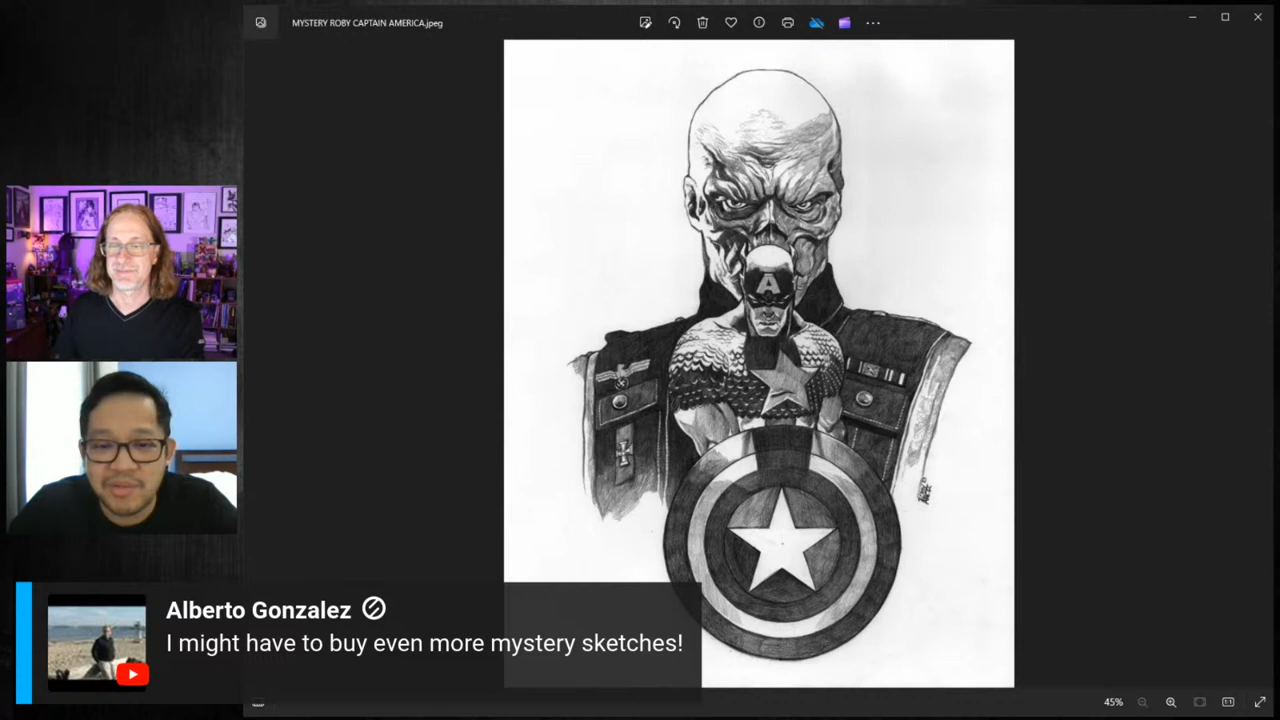 MYSTERY ROBY CAPTAIN AMERICA.jpeg
A
Alberto Gonzalez
I might have to buy even more mystery sketches!
45%